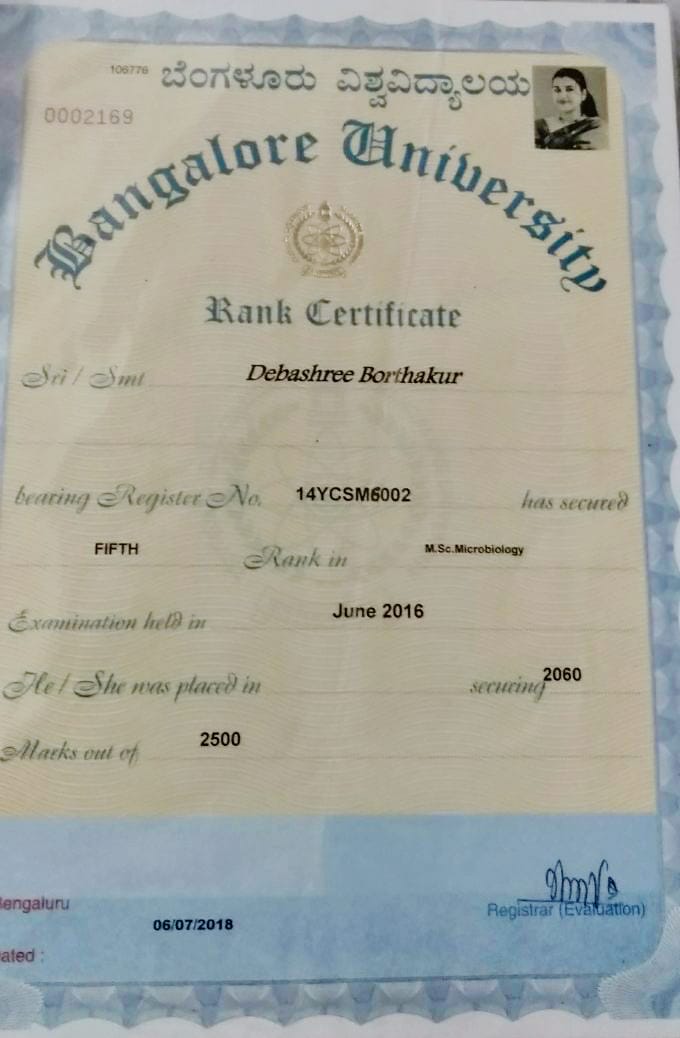 106776 ಬೆಂಗಳೂರು ವಿಶ್ವವಿದ್ಯಾಲಯ
0002169
Bangalore University
Rank Certificate
Sri / Smt Debashree Borthakur
bearing Register No. 14YCSM6002 has secured
FIFTH Rank in M.Sc.Microbiology
Examination held in June 2016
He / She was placed in securing 2060
Marks out of 2500
Registrar (Evaluation)
Bengaluru
06/07/2018
ated :